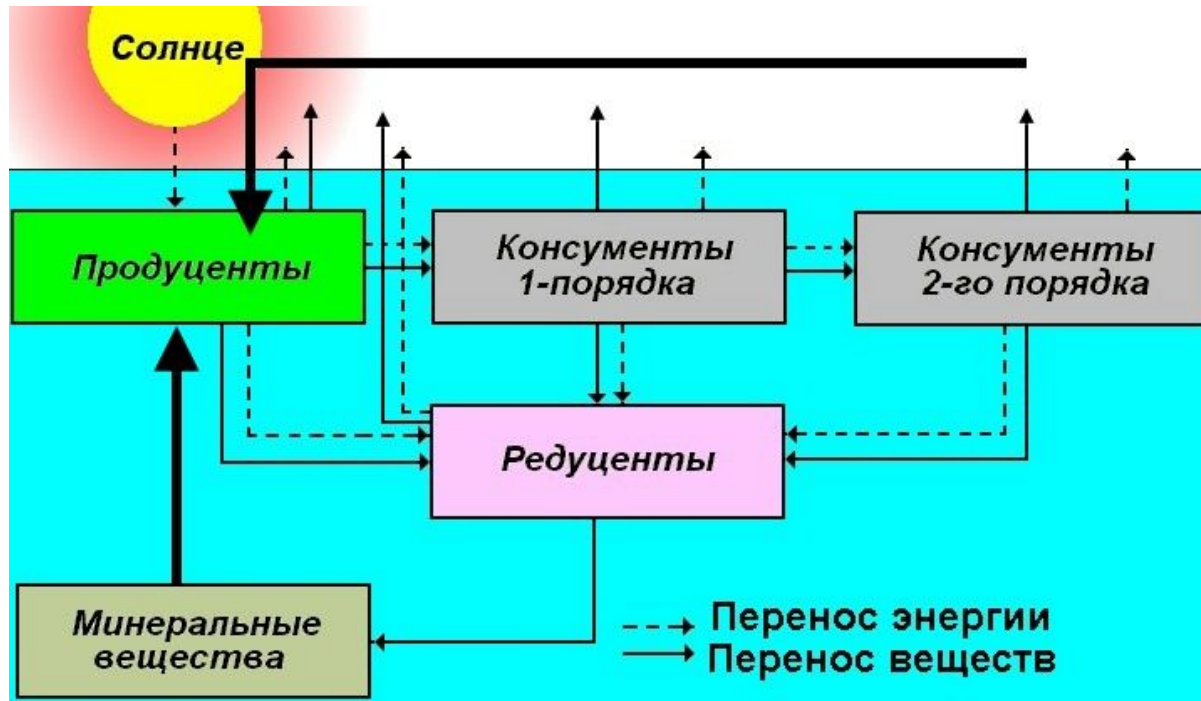 Солнце
Продуценты
Консументы
1-порядка
Консументы
2-го порядка
Редуценты
Минеральные
вещества
Перенос энергии
Перенос веществ